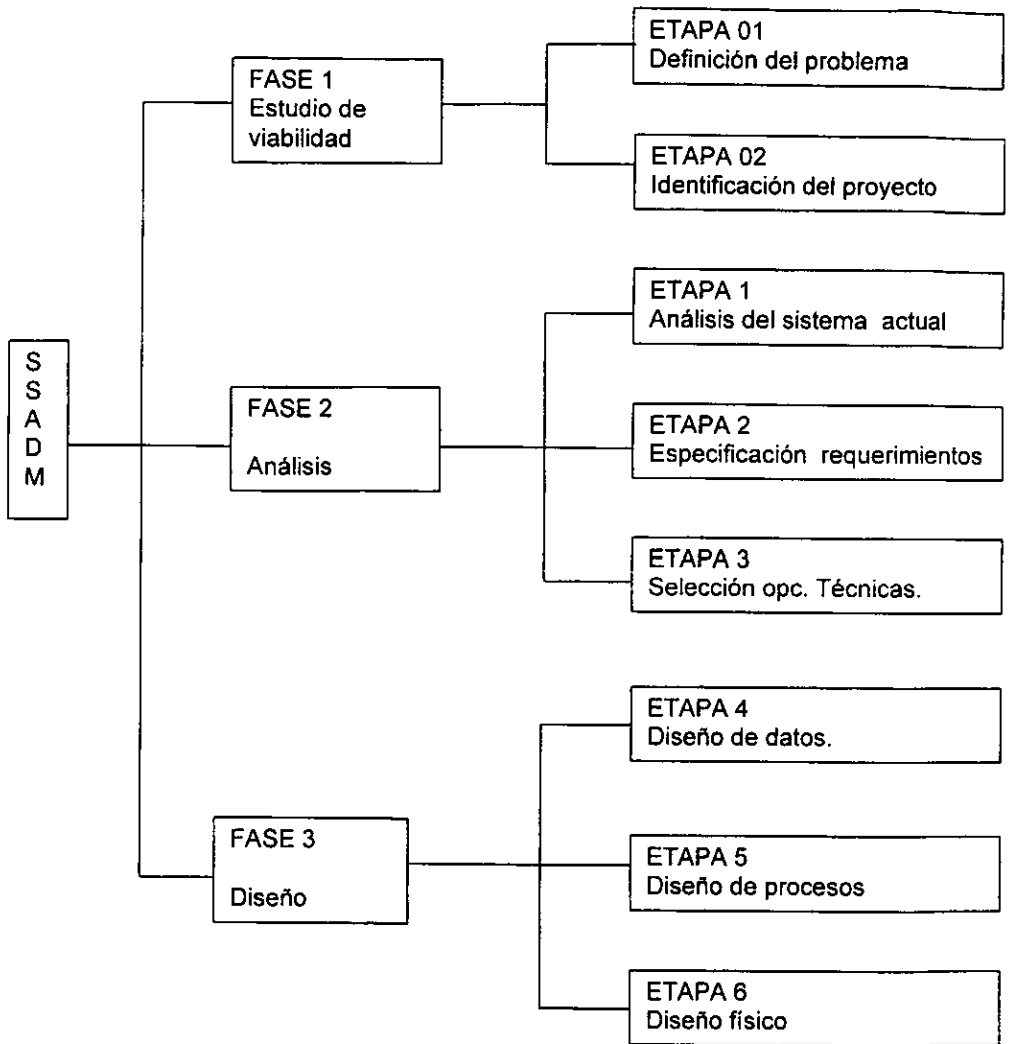 S
S
A
D
M
FASE 1
Estudio de
viabilidad
ETAPA 01
Definición del problema
ETAPA 02
Identificación del proyecto
FASE 2
Análisis
ETAPA 1
Análisis del sistema actual
ETAPA 2
Especificación requerimientos
ETAPA 3
Selección opc. Técnicas.
FASE 3
Diseño
ETAPA 4
Diseño de datos.
ETAPA 5
Diseño de procesos
ETAPA 6
Diseño físico